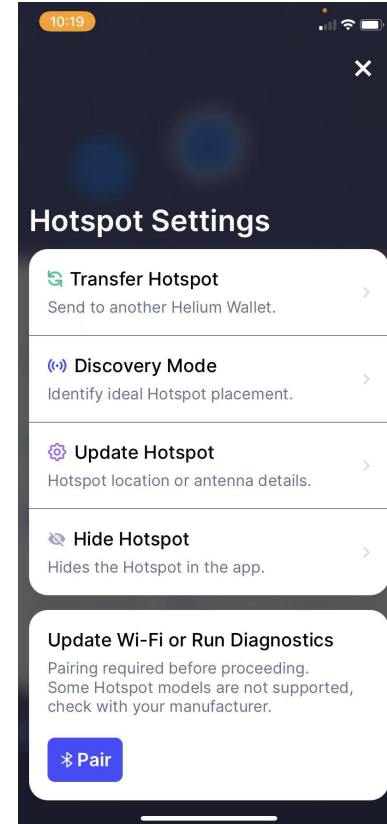 10:19
Hotspot Settings
Transfer Hotspot
Send to another Helium Wallet.
Discovery Mode
Identify ideal Hotspot placement.
Update Hotspot
Hotspot location or antenna details.
Hide Hotspot
Hides the Hotspot in the app.
Update Wi-Fi or Run Diagnostics
Pairing required before proceeding.
Some Hotspot models are not supported,
check with your manufacturer.
Pair